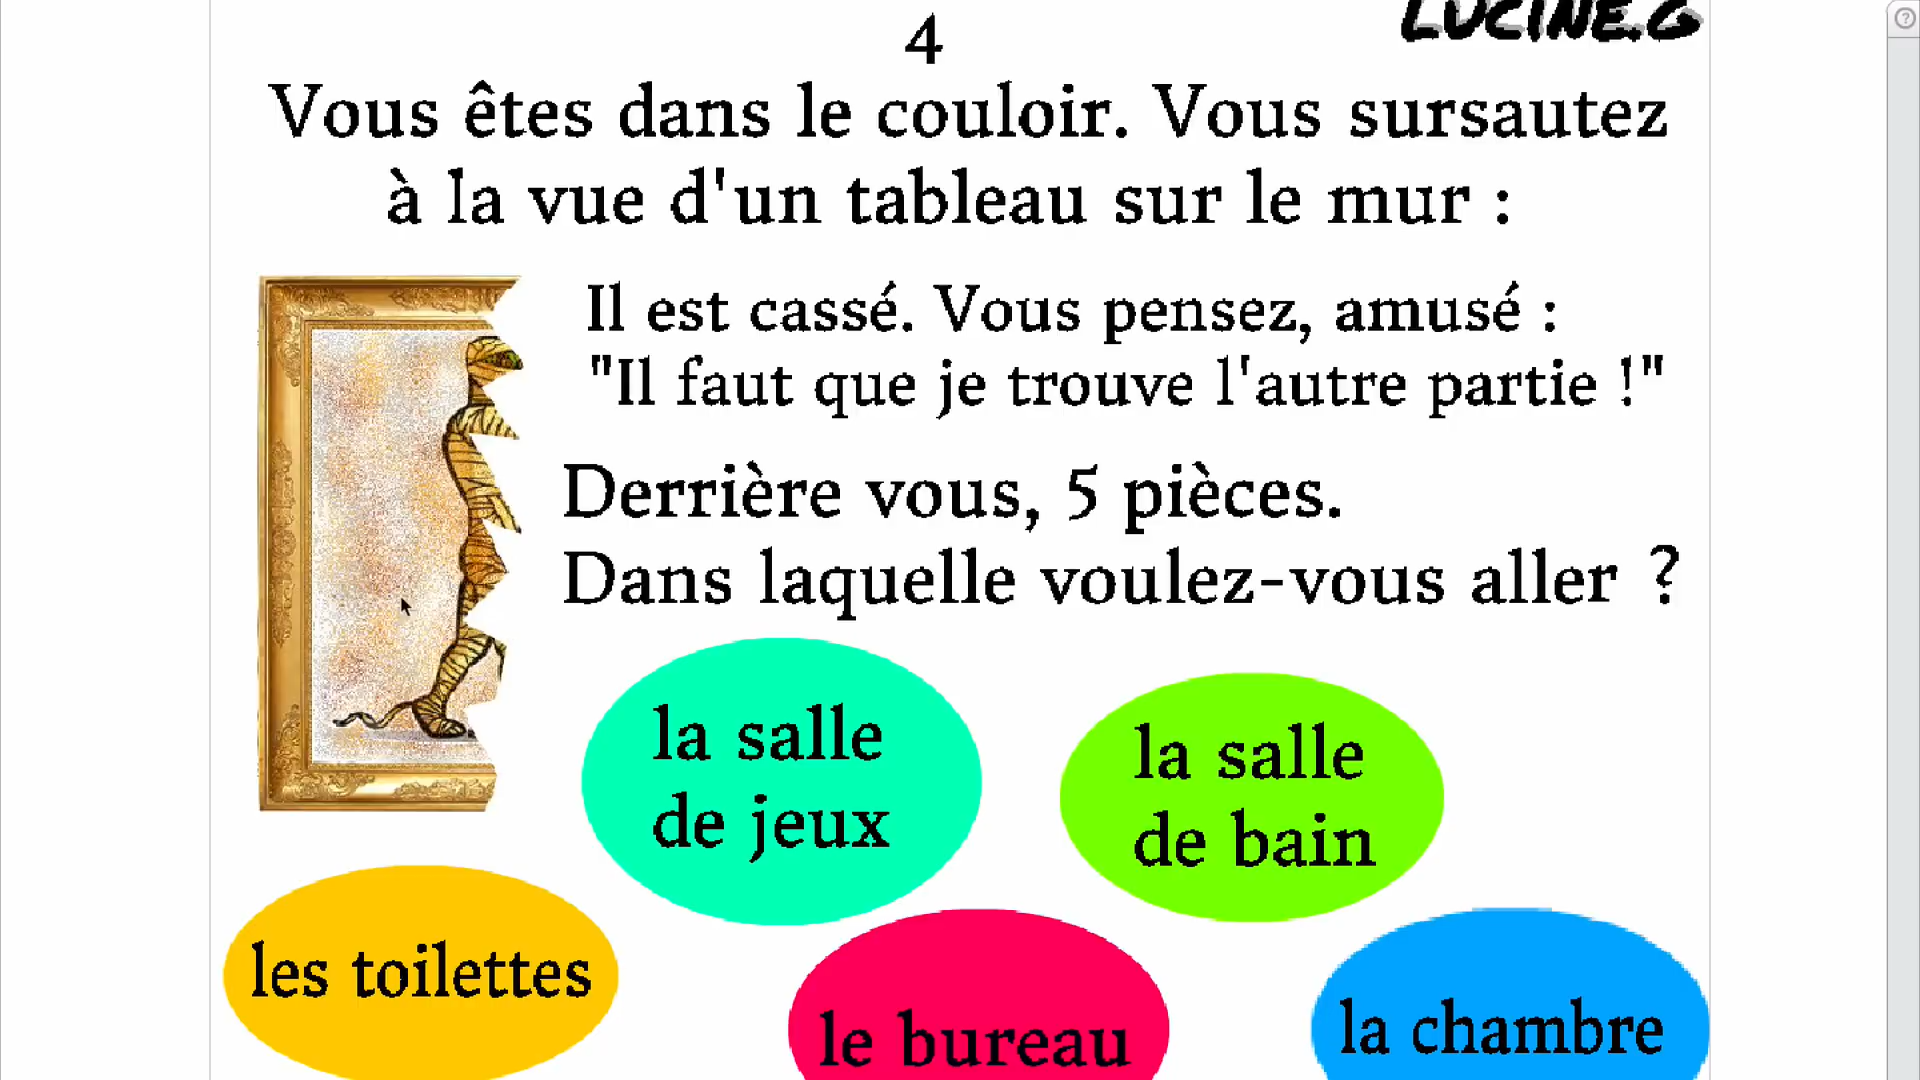 LUCINE.G
4
Vous êtes dans le couloir. Vous sursautez
à la vue d'un tableau sur le mur :
Il est cassé. Vous pensez, amusé :
"Il faut que je trouve l'autre partie !"
Derrière vous, 5 pièces.
Dans laquelle voulez-vous aller ?
la salle
de jeux
la salle
de bain
les toilettes
le bureau
la chambre